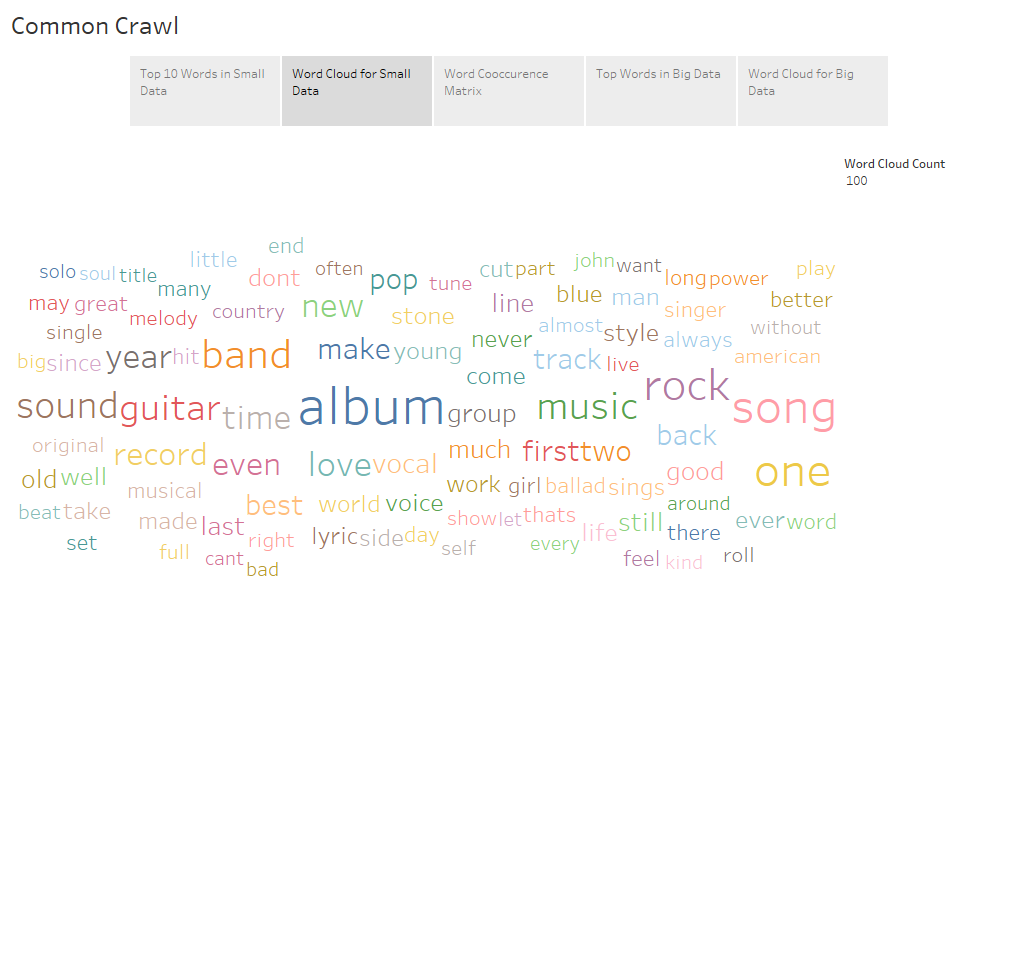 Common Crawl
Top 10 Words in Small
Data
Word Cloud for Small
Data
Word Cooccurence
Matrix
Top Words in Big Data
Word Cloud for Big
Data
Word Cloud Count
100
end
little
solo soul title many dont often pop tune cut part john want long power play
may great melody country new stone line blue man singer better
single big since year hit band make young never almost style always without
come track live american
sound guitar time album group music rock song
original record even love vocal much first two back one
old well musical best world voice work girl ballad sings good
beat take made last lyric side day show let thats still around there ever word
set full right self every life feel kind roll
cant bad